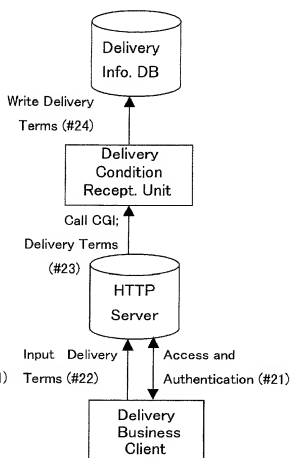 Delivery
Info. DB
Write Delivery
Terms (#24)
Delivery
Condition
Recept. Unit
Call CGI;
Delivery Terms
(#23)
HTTP
Server
Input Delivery
Terms (#22)
Access and
Authentication (#21)
Delivery
Business
Client